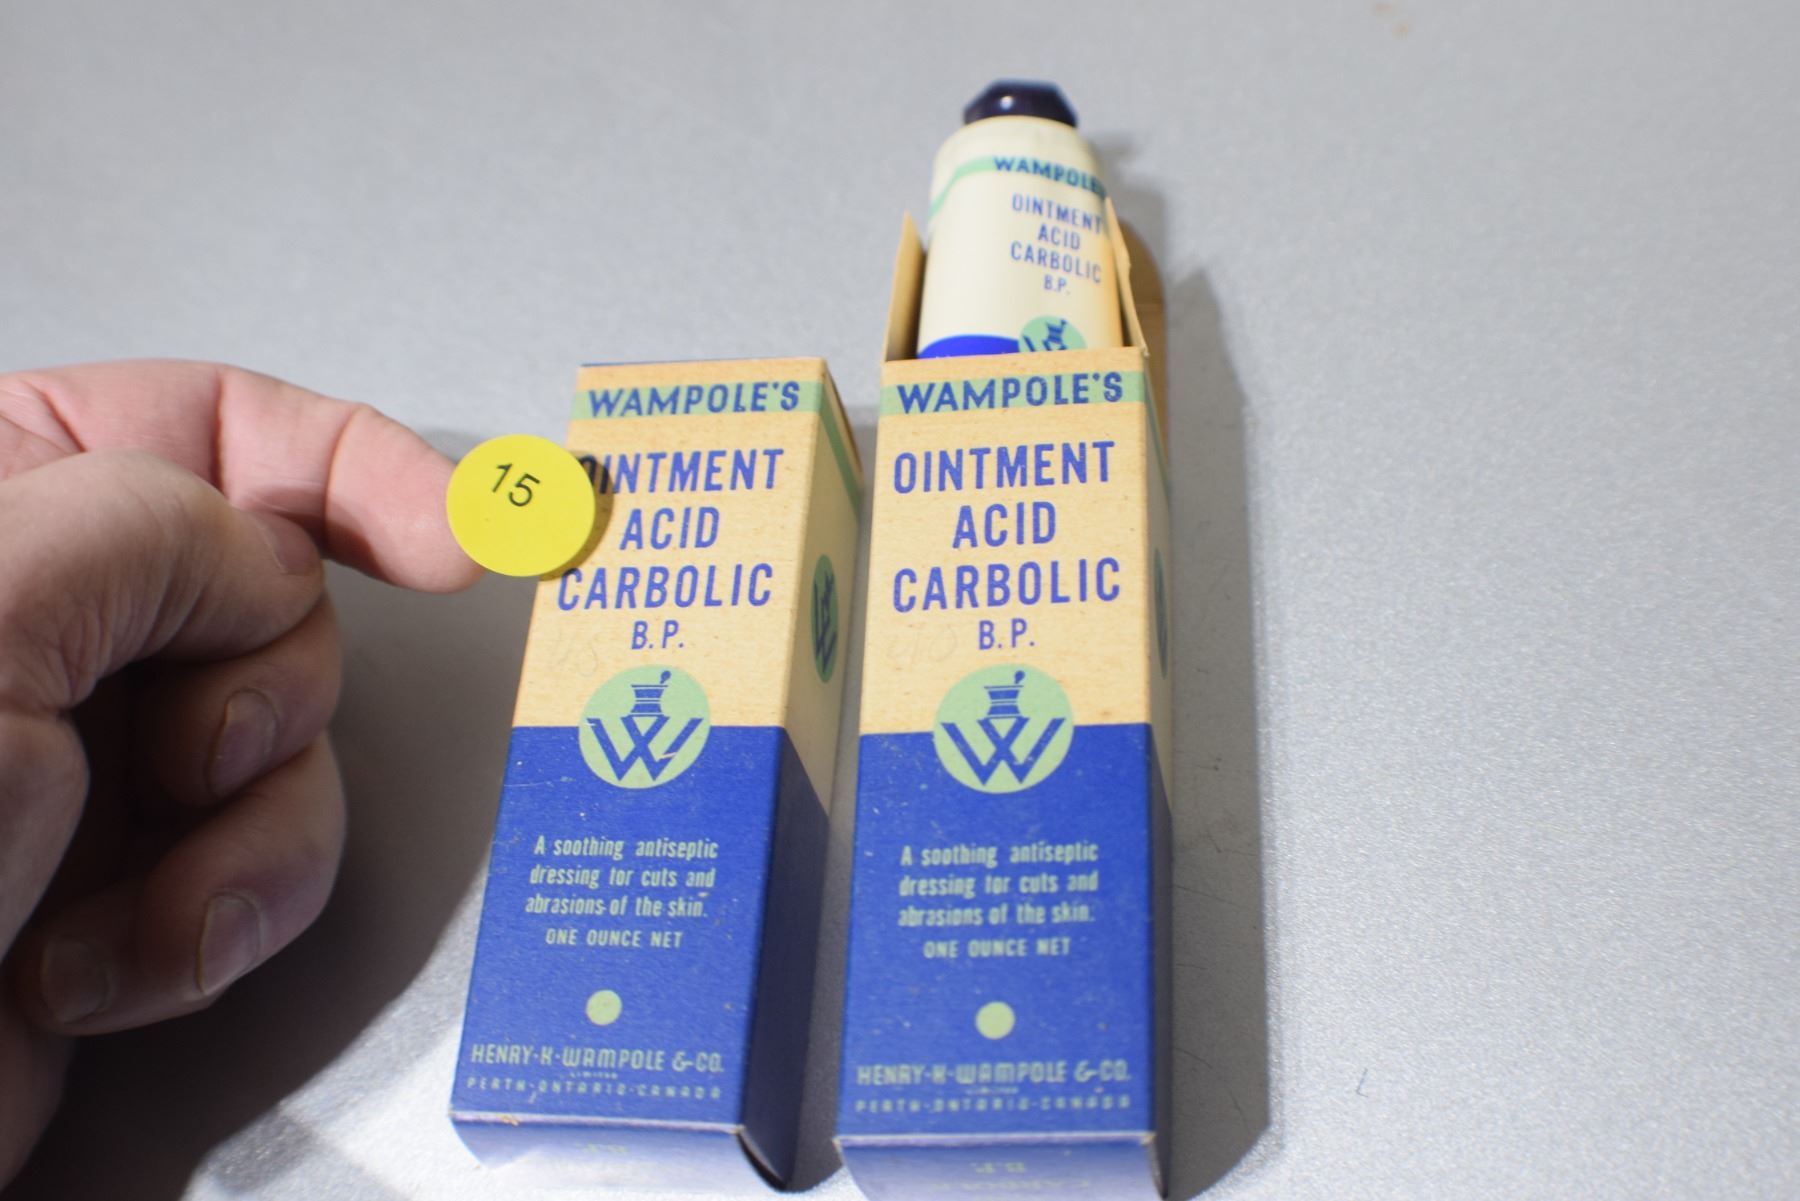 WAMPOLE'S
OINTMENT
ACID
CARBOLIC
B.P.
15
WAMPOLE'S
OINTMENT
ACID
CARBOLIC
B.P.
W
A soothing antiseptic
dressing for cuts and
abrasions of the skin.
ONE OUNCE NET
HENRY·K·WAMPOLE & CO.
LIMITED
PERTH·ONTARIO·CANADA
WAMPOLE'S
OINTMENT
ACID
CARBOLIC
B.P.
W
A soothing antiseptic
dressing for cuts and
abrasions of the skin.
ONE OUNCE NET
HENRY·K·WAMPOLE & CO.
LIMITED
PERTH·ONTARIO·CANADA